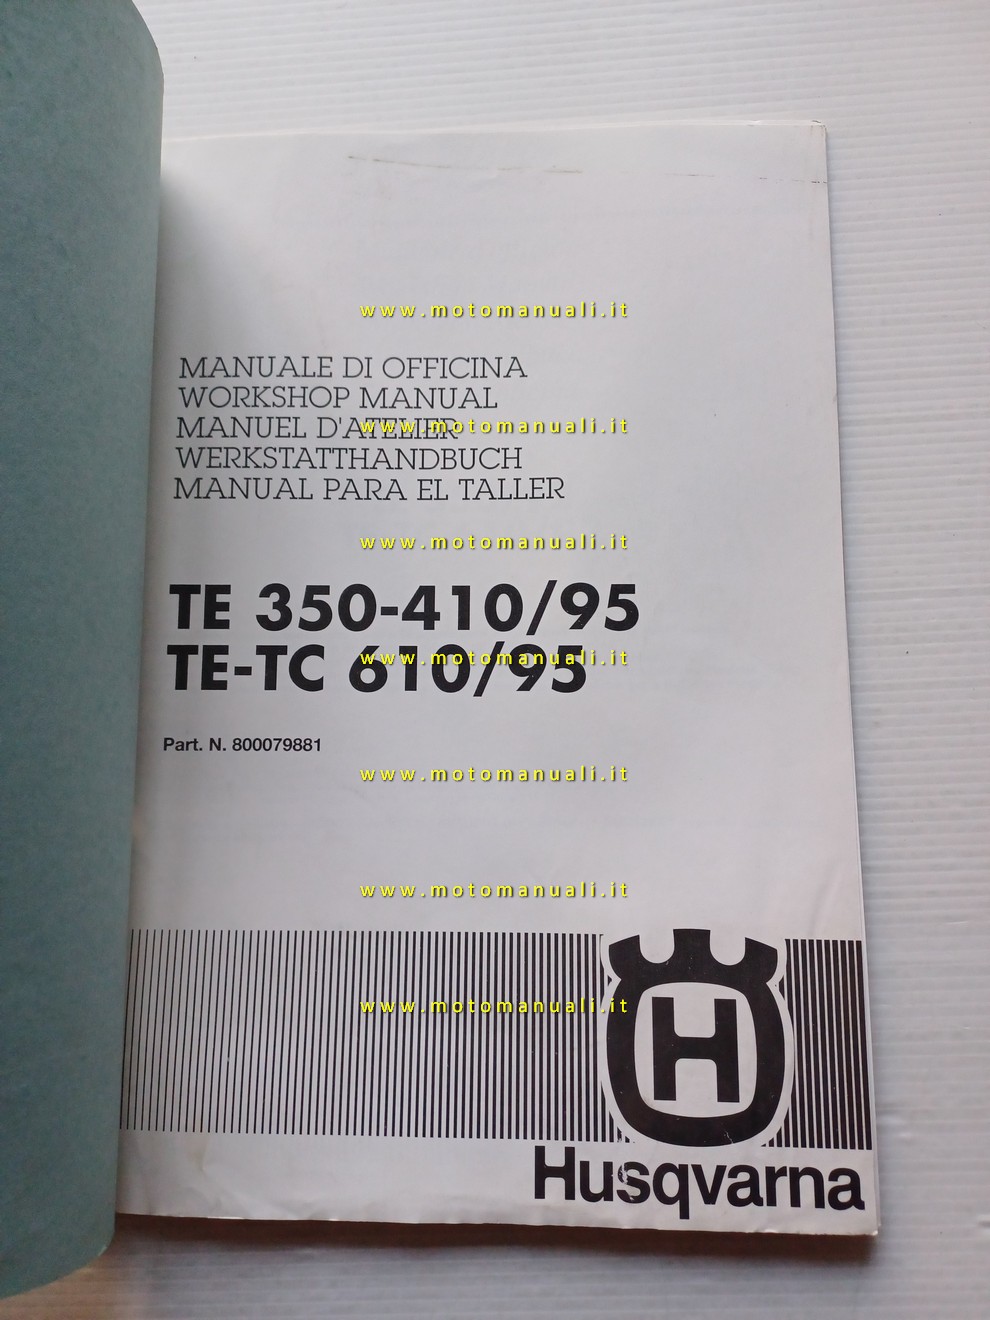 www.motomanuali.it
MANUALE DI OFFICINA
WORKSHOP MANUAL
MANUEL D'ATELIER
www.motomanuali.it
WERKSTATTHANDBUCH
MANUAL PARA EL TALLER
www.motomanuali.it
TE 350-410/95
TE-TC 610/95
www.motomanuali.it
Part. N. 800079881
www.motomanuali.it
www.motomanuali.it
www.motomanuali.it
H
Husqvarna